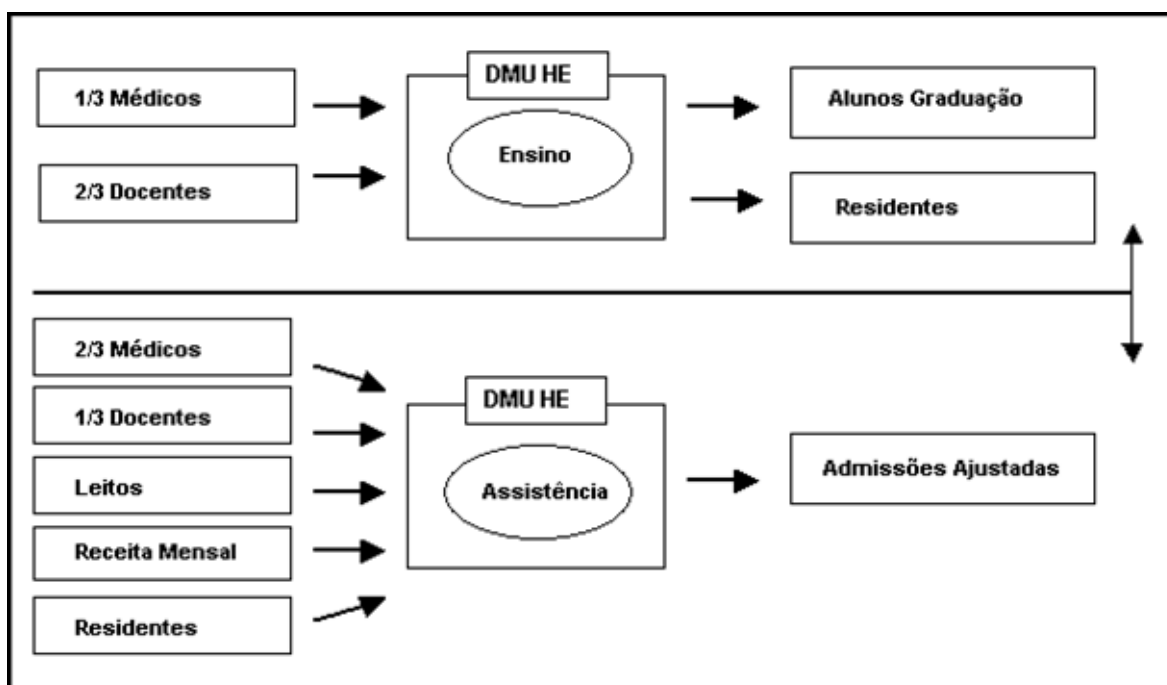 DMU HE
1/3 Médicos
Alunos Graduação
Ensino
2/3 Docentes
Residentes
2/3 Médicos
DMU HE
1/3 Docentes
Admissões Ajustadas
Leitos
Assistência
Receita Mensal
Residentes